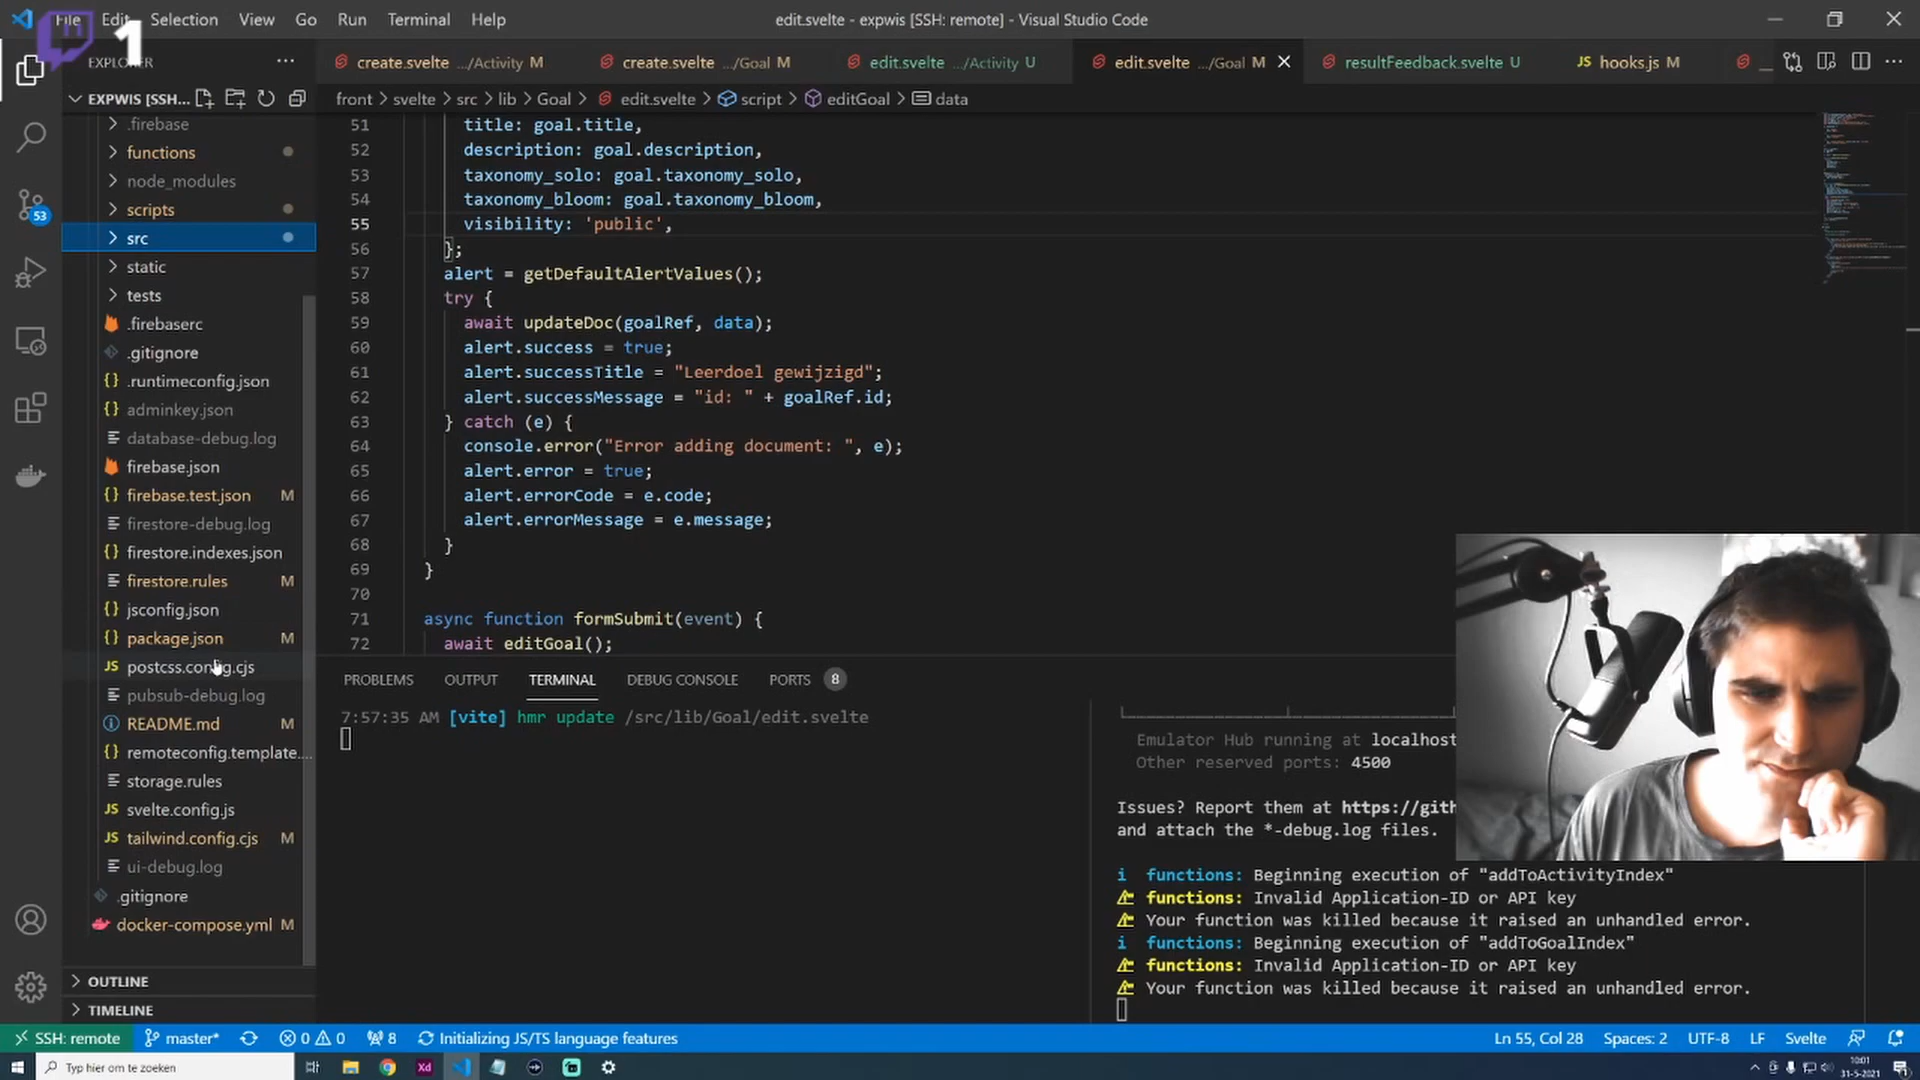 File Edit Selection View Go Run Terminal Help
edit.svelte - expwis [SSH: remote] - Visual Studio Code
1
EXPLORER
create.svelte .../Activity M
create.svelte .../Goal M
edit.svelte .../Activity U
edit.svelte .../Goal M
resultFeedback.svelte U
hooks.js M
EXPWIS [SSH...
front > svelte > src > lib > Goal > edit.svelte > script > editGoal > data
.firebase
functions
node_modules
scripts
src
static
tests
.firebaserc
.gitignore
.runtimeconfig.json
adminkey.json
database-debug.log
firebase.json
firebase.test.json M
firestore-debug.log
firestore.indexes.json
firestore.rules M
jsconfig.json
package.json M
postcss.config.cjs
pubsub-debug.log
README.md M
remoteconfig.template....
storage.rules
svelte.config.js
tailwind.config.cjs M
ui-debug.log
.gitignore
docker-compose.yml M
OUTLINE
TIMELINE
53
51 title: goal.title,
52 description: goal.description,
53 taxonomy_solo: goal.taxonomy_solo,
54 taxonomy_bloom: goal.taxonomy_bloom,
55 visibility: 'public',
56 };
57 alert = getDefaultAlertValues();
58 try {
59 await updateDoc(goalRef, data);
60 alert.success = true;
61 alert.successTitle = "Leerdoel gewijzigd";
62 alert.successMessage = "id: " + goalRef.id;
63 } catch (e) {
64 console.error("Error adding document: ", e);
65 alert.error = true;
66 alert.errorCode = e.code;
67 alert.errorMessage = e.message;
68 }
69 }
70
71 async function formSubmit(event) {
72 await editGoal();
PROBLEMS OUTPUT TERMINAL DEBUG CONSOLE PORTS 8
7:57:35 AM [vite] hmr update /src/lib/Goal/edit.svelte
Emulator Hub running at localhost
Other reserved ports: 4500
Issues? Report them at https://gith
and attach the *-debug.log files.
i functions: Beginning execution of "addToActivityIndex"
⚠ functions: Invalid Application-ID or API key
⚠ Your function was killed because it raised an unhandled error.
i functions: Beginning execution of "addToGoalIndex"
⚠ functions: Invalid Application-ID or API key
⚠ Your function was killed because it raised an unhandled error.
SSH: remote master* 0 0 8 Initializing JS/TS language features
Ln 55, Col 28 Spaces: 2 UTF-8 LF Svelte
Typ hier om te zoeken
Xd
10:01
31-5-2021